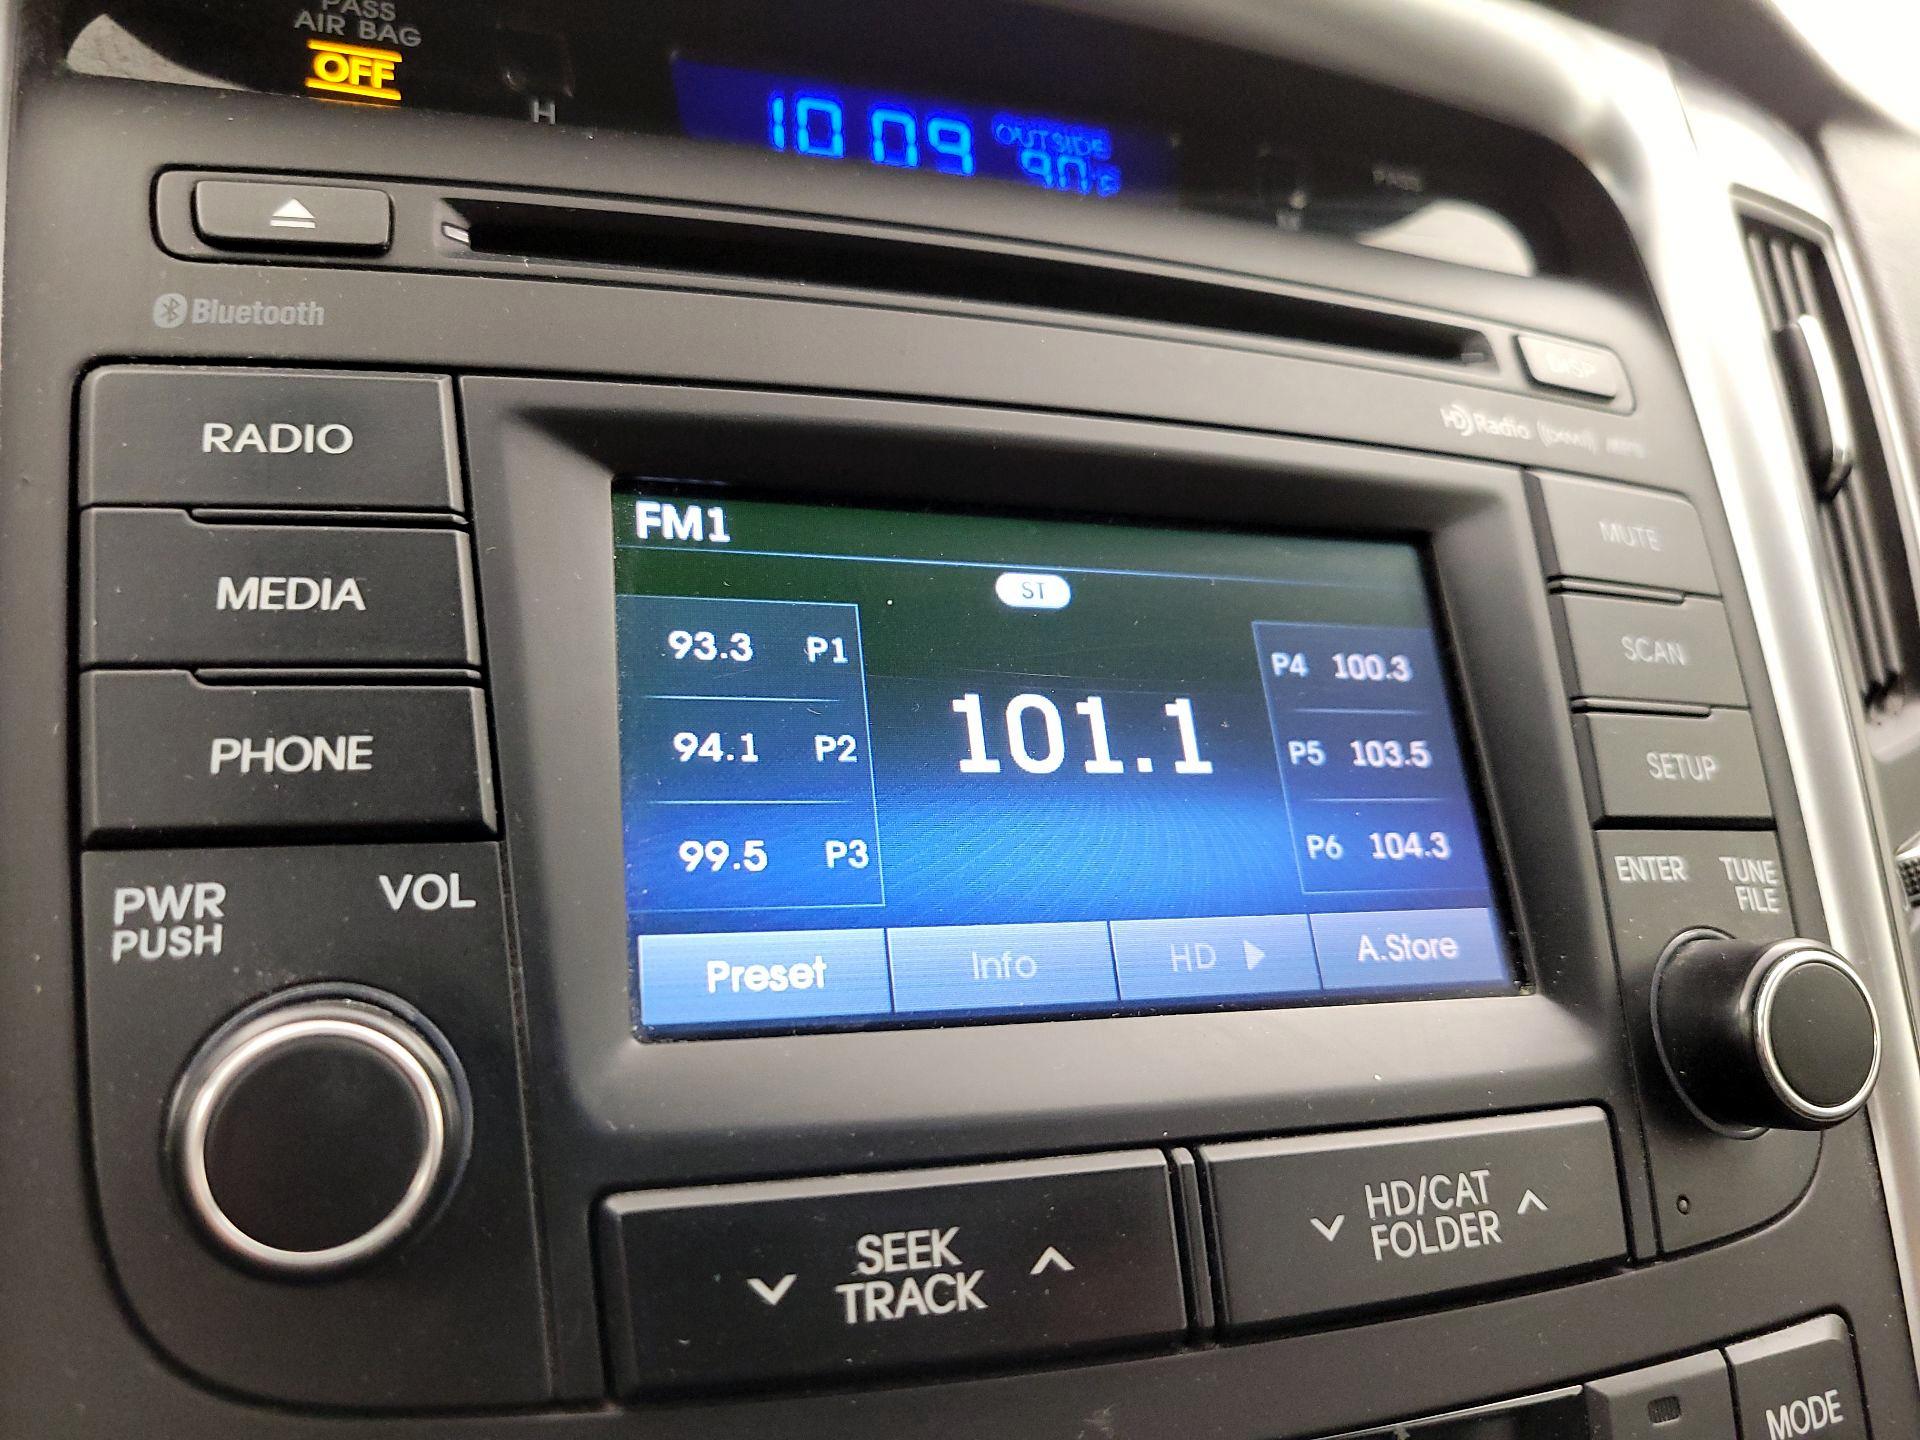 PASS
AIR BAG
OFF
H
10 09
OUTSIDE
90°F
PASS
Bluetooth
DISP
HD Radio
RADIO
MEDIA
PHONE
PWR
PUSH
VOL
FM1
ST
93.3 P1
94.1 P2
99.5 P3
101.1
P4 100.3
P5 103.5
P6 104.3
Preset
Info
HD
A.Store
MUTE
SCAN
SETUP
ENTER
TUNE
FILE
SEEK
TRACK
HD/CAT
FOLDER
MODE